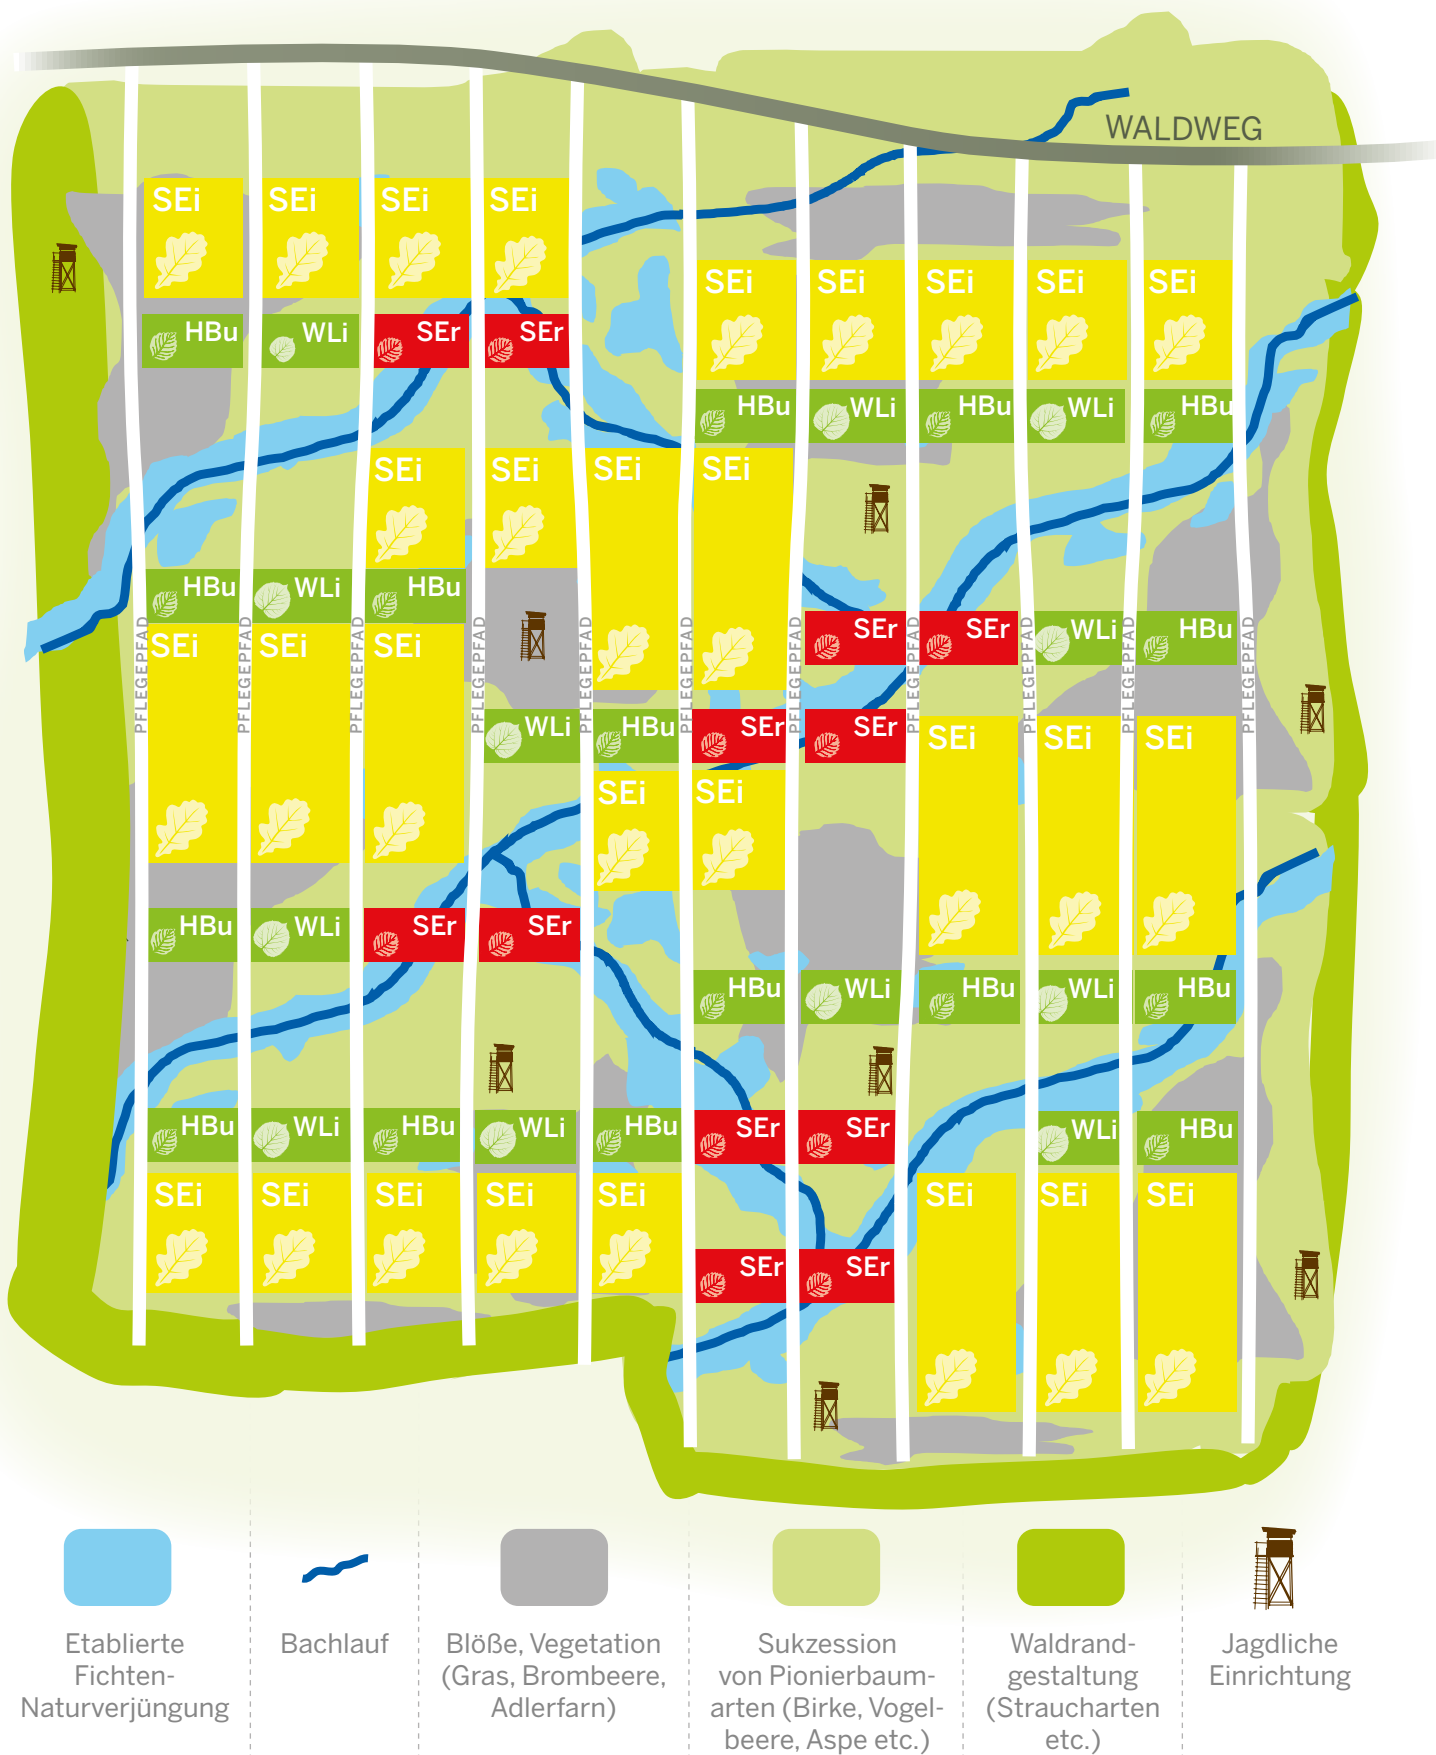 WALDWEG
SEi
SEi
SEi
SEi
SEi
SEi
SEi
SEi
SEi
HBu
WLi
SEr
SEr
HBu
WLi
HBu
WLi
HBu
SEi
SEi
SEi
SEi
HBu
WLi
HBu
SEr
SEr
WLi
HBu
SEi
SEi
SEi
PFLEGEPFAD
PFLEGEPFAD
PFLEGEPFAD
PFLEGEPFAD
PFLEGEPFAD
PFLEGEPFAD
PFLEGEPFAD
PFLEGEPFAD
PFLEGEPFAD
PFLEGEPFAD
PFLEGEPFAD
WLi
HBu
SEr
SEr
SEi
SEi
SEi
SEi
SEi
HBu
WLi
SEr
SEr
HBu
WLi
HBu
WLi
HBu
HBu
WLi
HBu
WLi
HBu
SEr
SEr
WLi
HBu
SEi
SEi
SEi
SEi
SEi
SEi
SEi
SEi
SEr
SEr
Etablierte
Fichten-
Naturverjüngung
Bachlauf
Blöße, Vegetation
(Gras, Brombeere,
Adlerfarn)
Sukzession
von Pionierbaum-
arten (Birke, Vogel-
beere, Aspe etc.)
Waldrand-
gestaltung
(Straucharten
etc.)
Jagdliche
Einrichtung